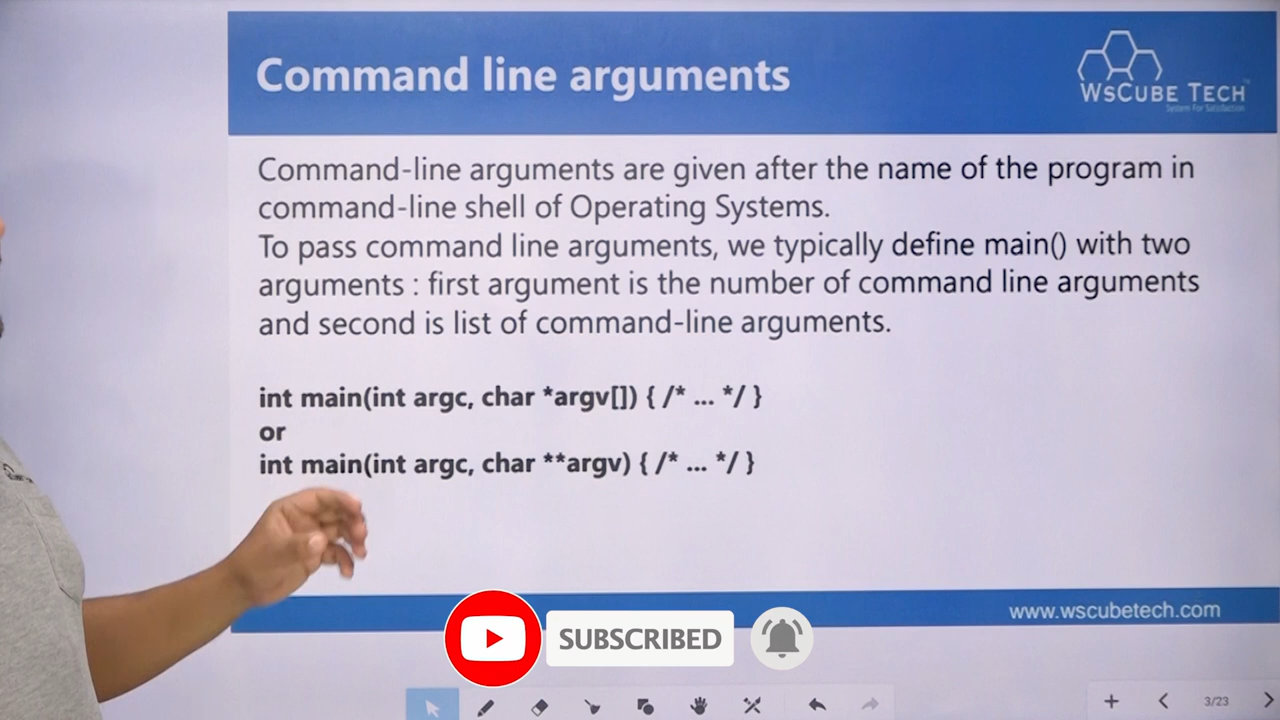 Command line arguments
WSCUBE TECH
System For Satisfaction
Command-line arguments are given after the name of the program in
command-line shell of Operating Systems.
To pass command line arguments, we typically define main() with two
arguments : first argument is the number of command line arguments
and second is list of command-line arguments.
int main(int argc, char *argv[]) { /* ... */ }
or
int main(int argc, char **argv) { /* ... */ }
www.wscubetech.com
SUBSCRIBED
3/23